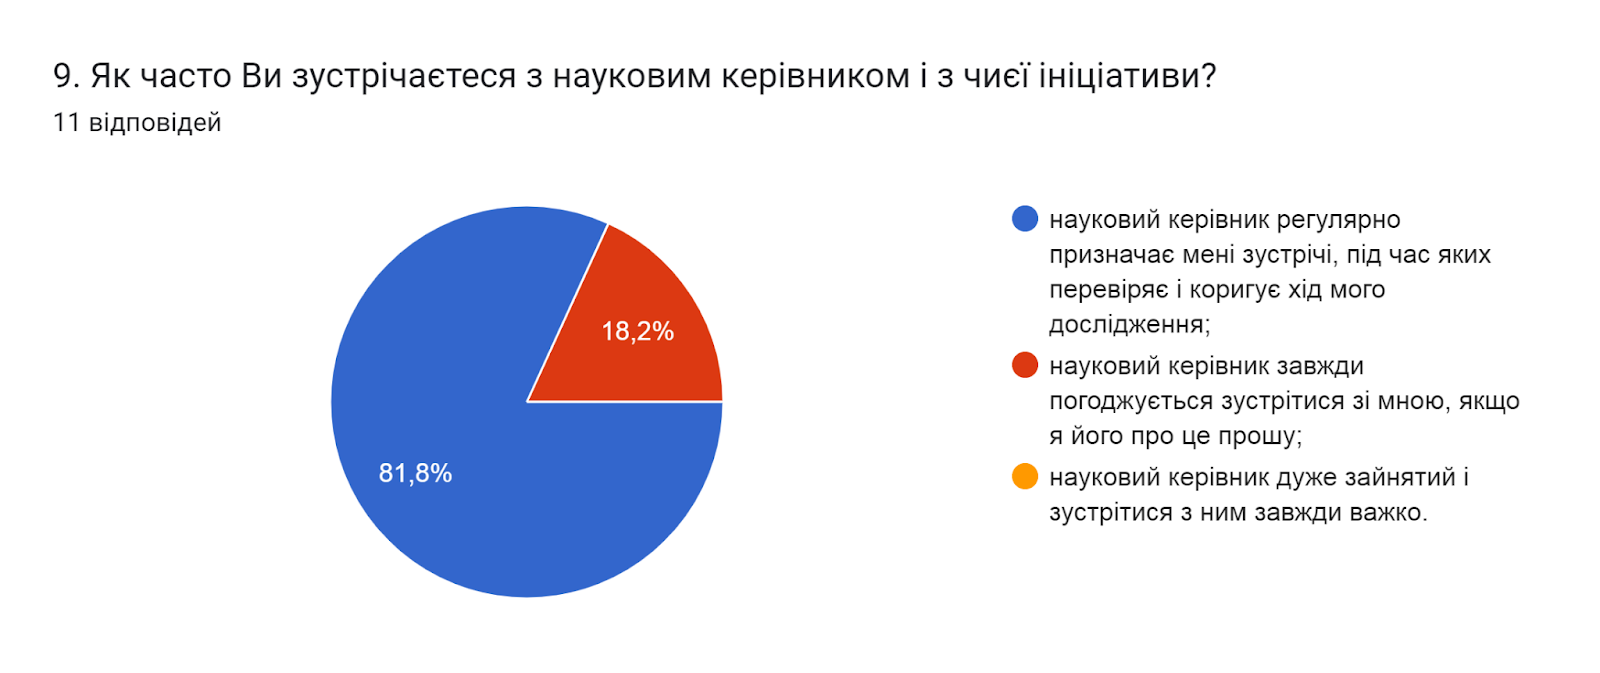 9. Як часто Ви зустрічаєтеся з науковим керівником і з чиєї ініціативи?
11 відповідей
науковий керівник регулярно
призначає мені зустрічі, під час яких
перевіряє і коригує хід мого
дослідження;
науковий керівник завжди
погоджується зустрітися зі мною, якщо
я його про це прошу;
науковий керівник дуже зайнятий і
зустрітися з ним завжди важко.
18,2%
81,8%